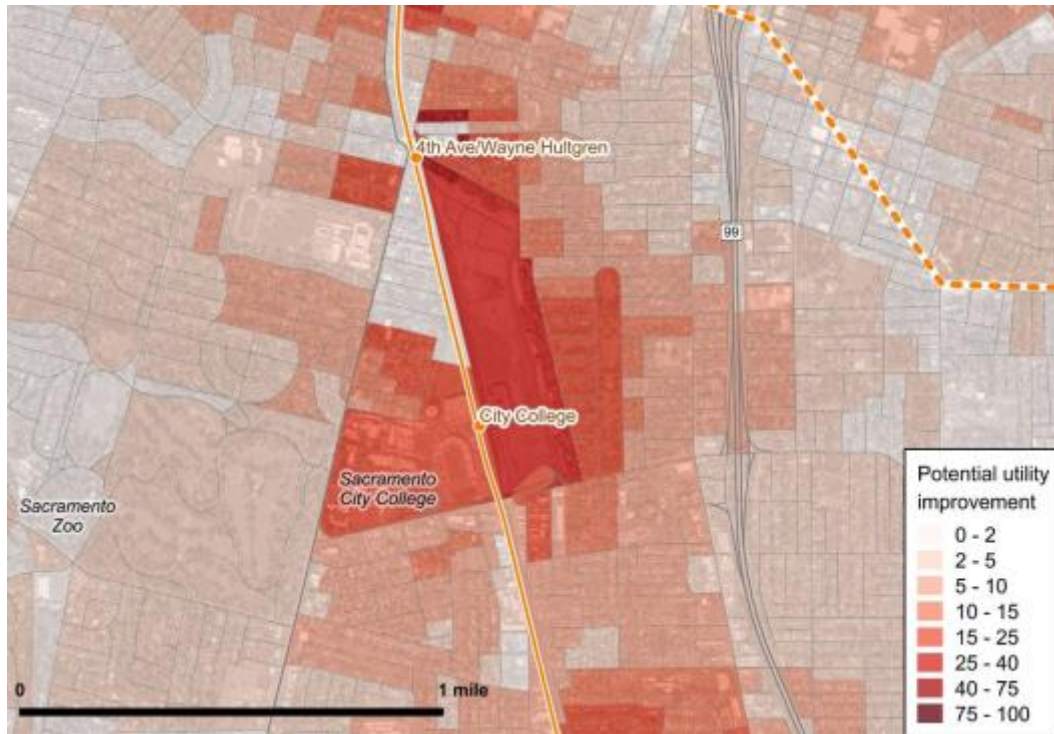 4th Ave/Wayne Hultgren
99
City College
Sacramento
City College
Sacramento
Zoo
Potential utility
improvement
0 - 2
2 - 5
5 - 10
10 - 15
15 - 25
25 - 40
40 - 75
75 - 100
0
1 mile